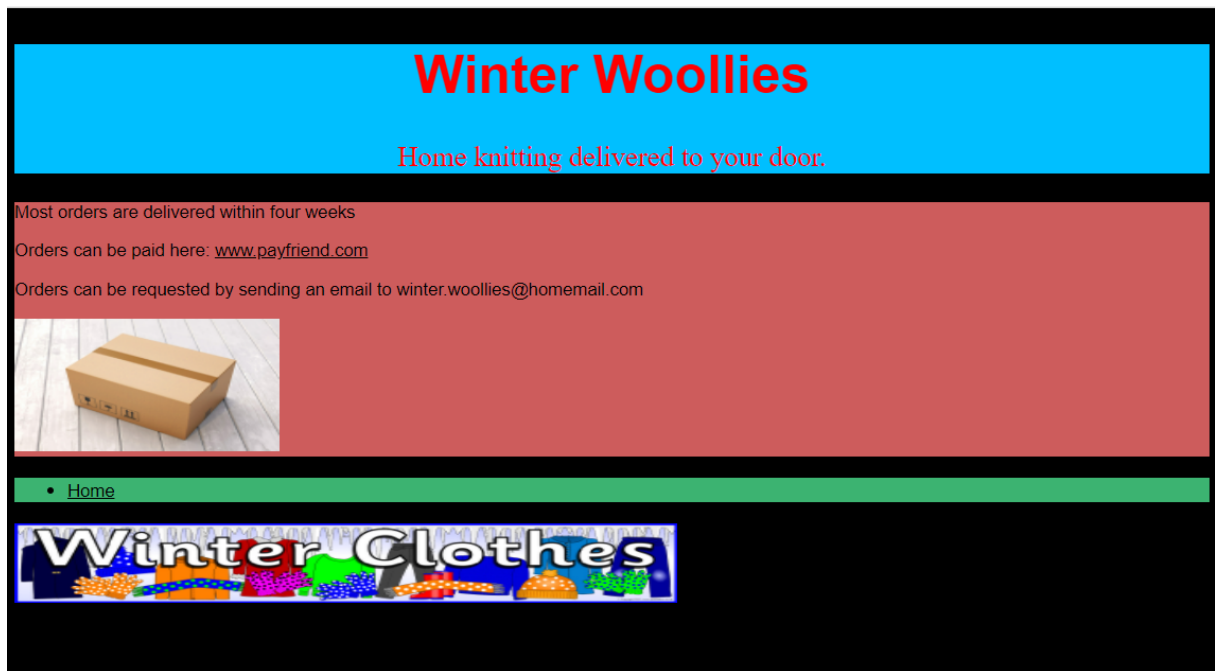 Winter Woollies
Home knitting delivered to your door.
Most orders are delivered within four weeks
Orders can be paid here: www.payfriend.com
Orders can be requested by sending an email to winter.woollies@homemail.com
Home
Winter Clothes